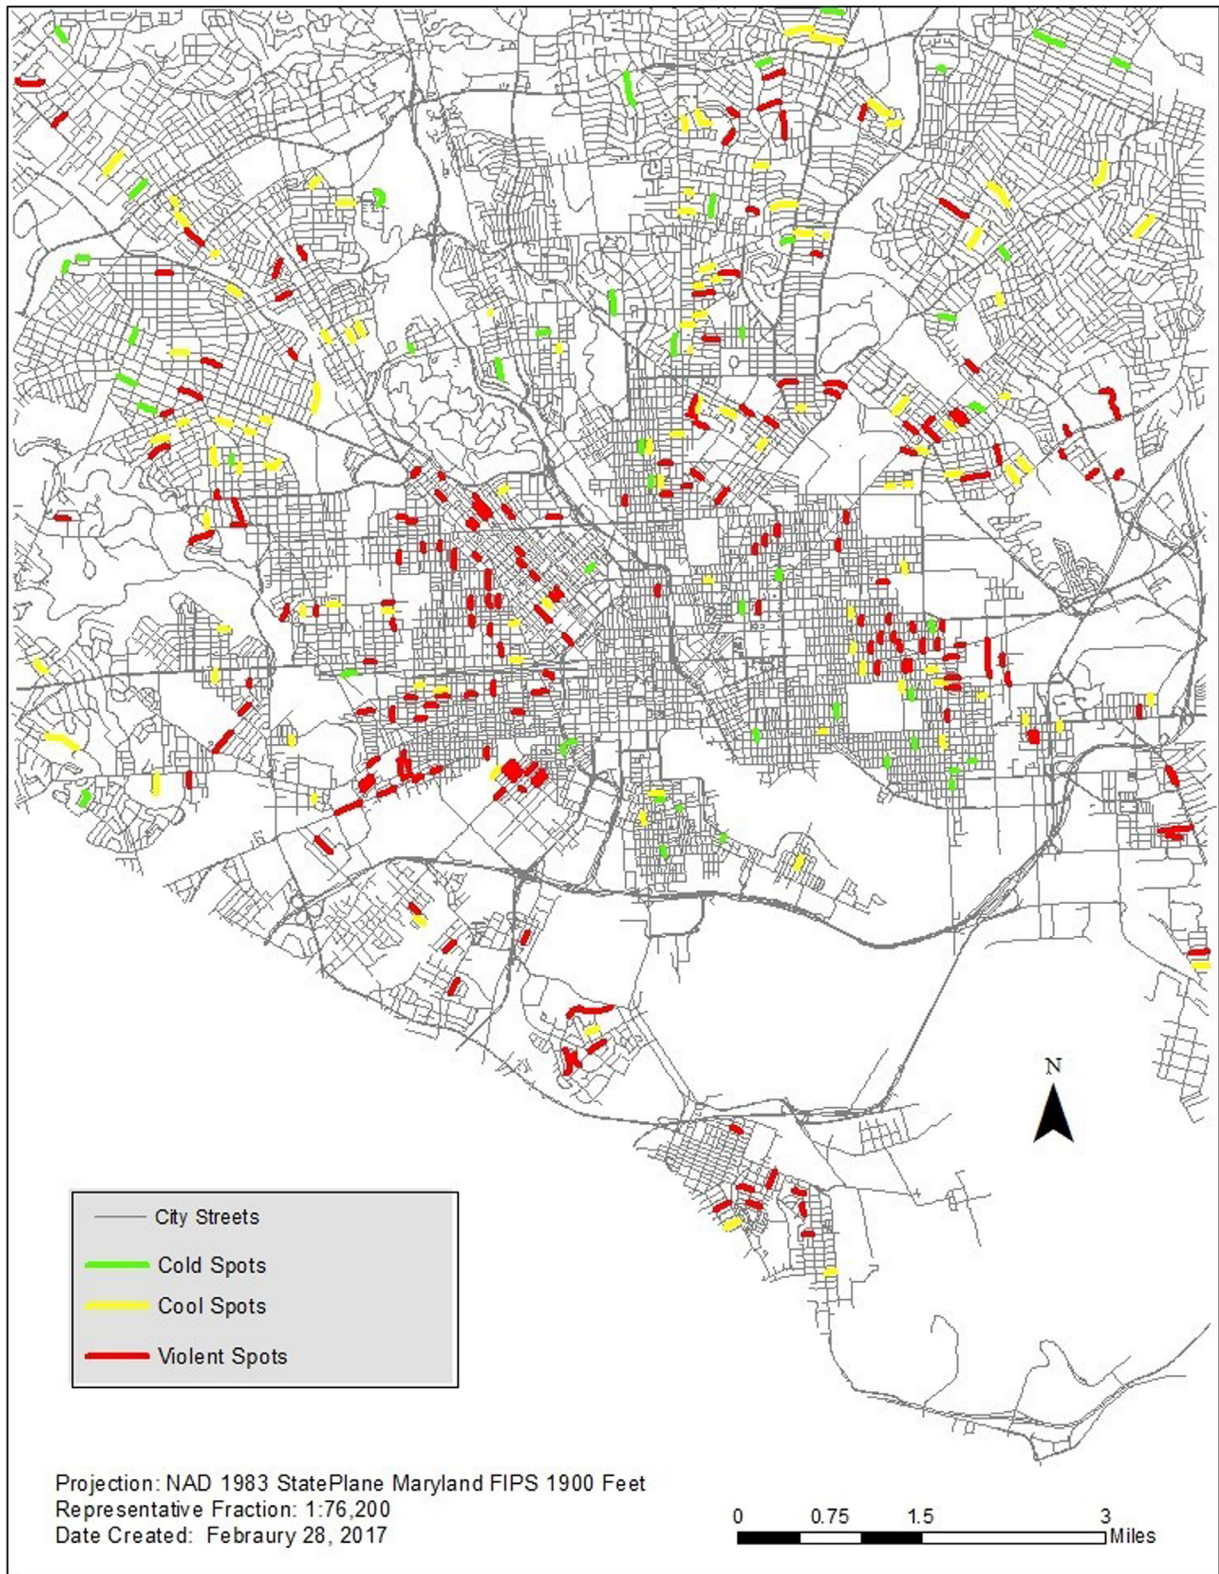 N
City Streets
Cold Spots
Cool Spots
Violent Spots
Projection: NAD 1983 StatePlane Maryland FIPS 1900 Feet
Representative Fraction: 1:76,200
Date Created: Febraury 28, 2017
0 0.75 1.5 3
Miles